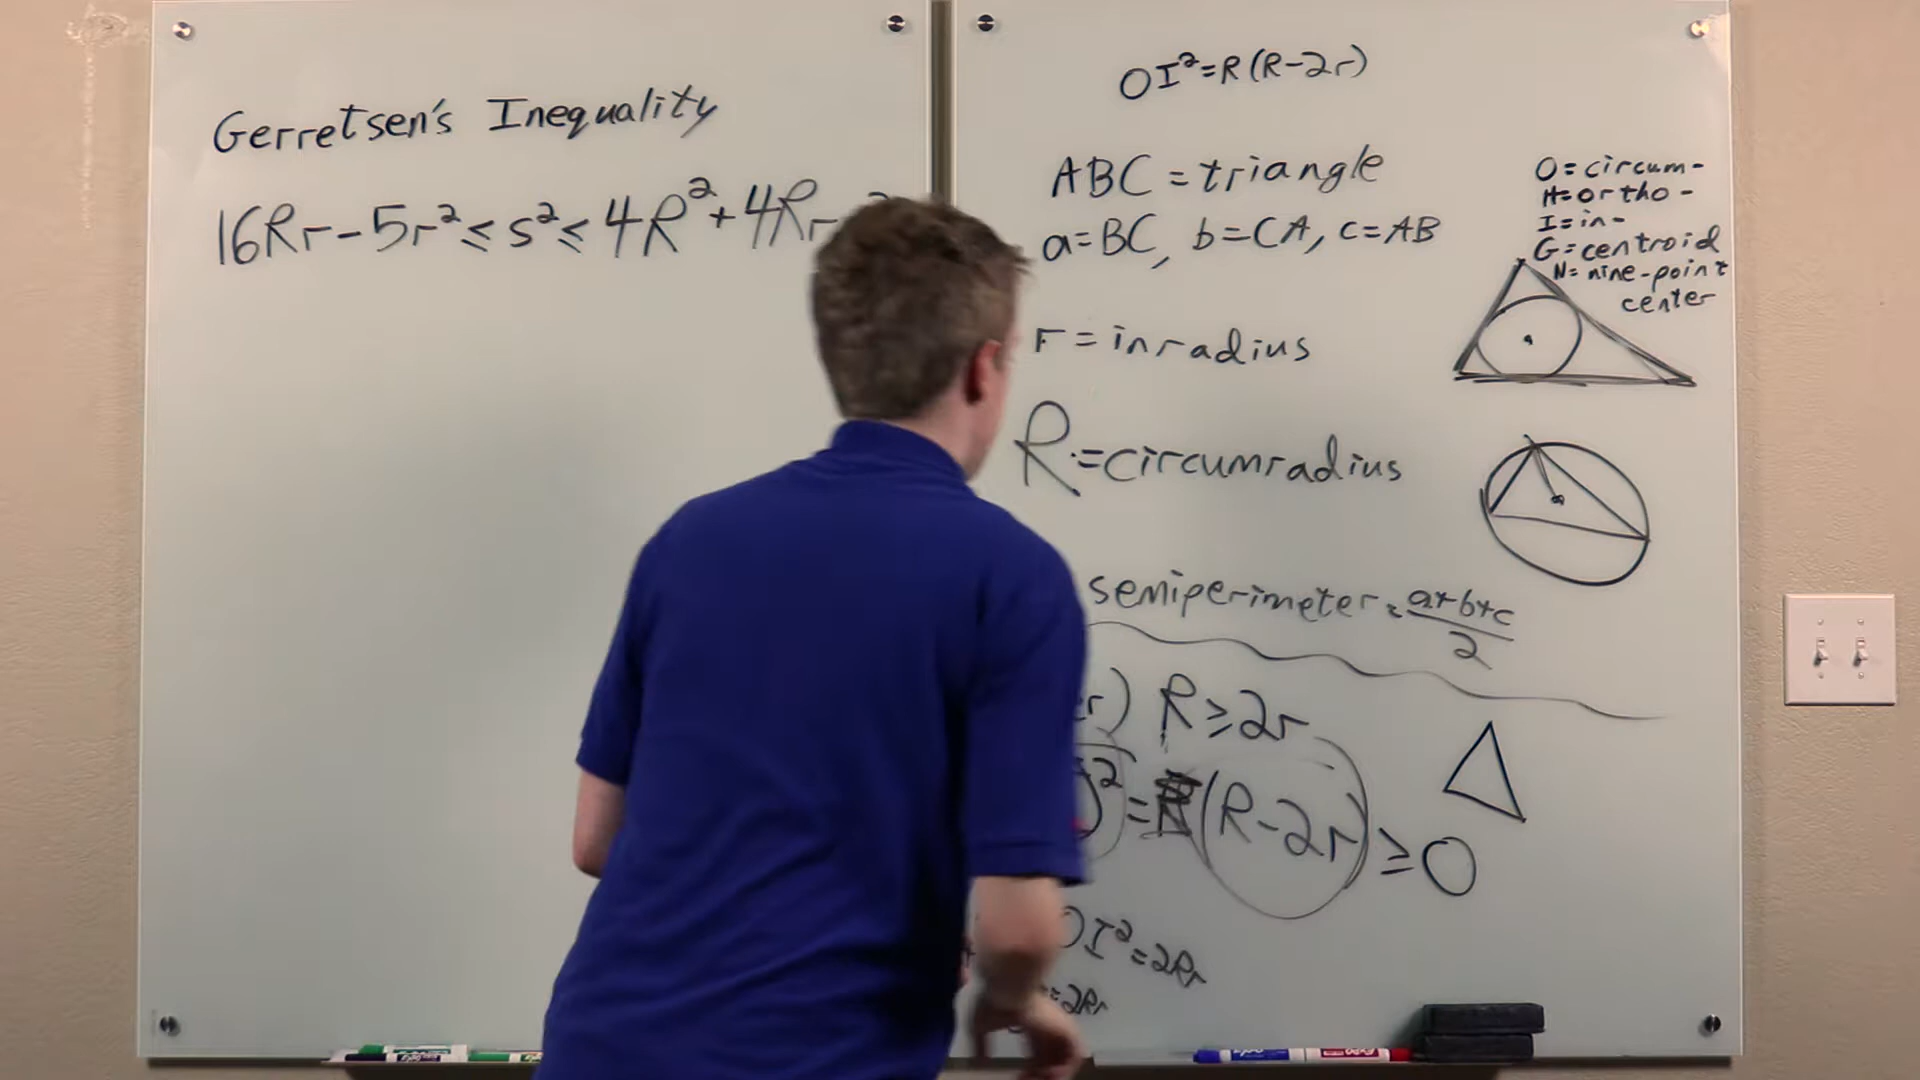 Gerretsen's Inequality
16Rr-5r²≤s²≤4R²+4Rr
OI²=R(R-2r)
ABC=triangle
a=BC, b=CA, c=AB
r=inradius
R=circumradius
semiperimeter=a+b+c/2
O=circum-
H=ortho-
I=in-
G=centroid
N=nine-point
center
R≥2r
)²=(R-2r)≥0
OI²=2Rr
=2Rr